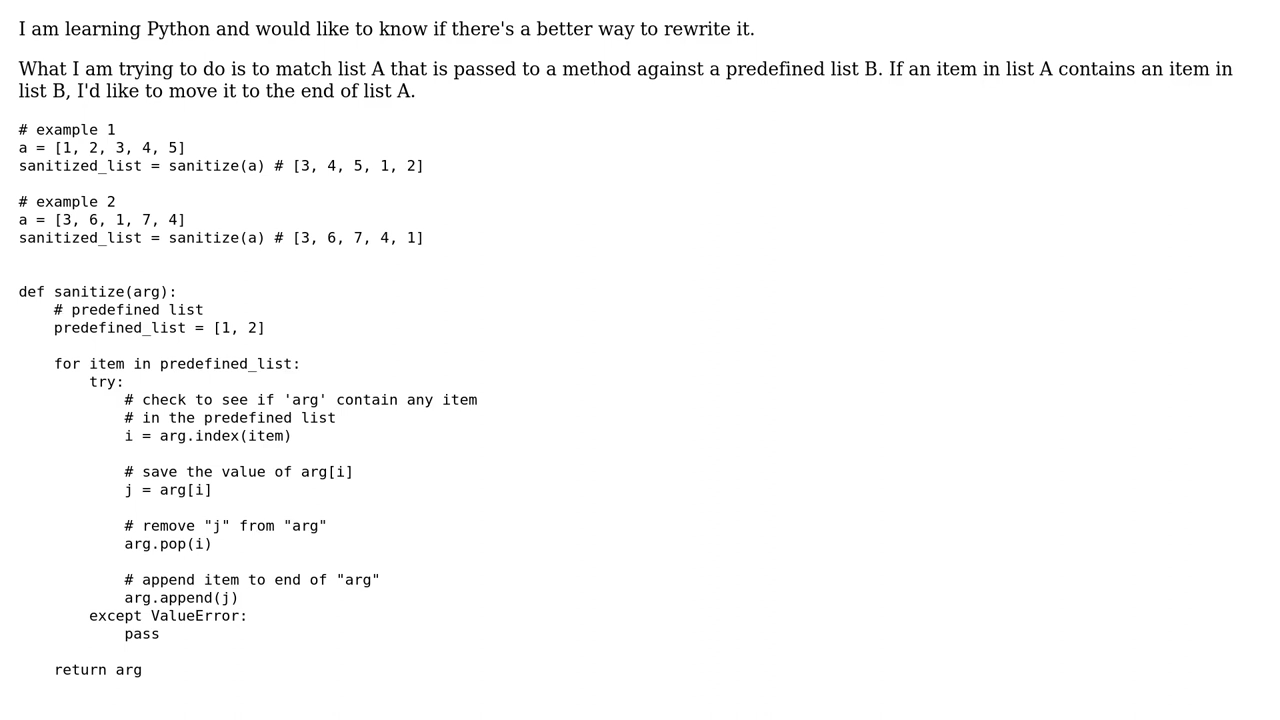 I am learning Python and would like to know if there's a better way to rewrite it.
What I am trying to do is to match list A that is passed to a method against a predefined list B. If an item in list A contains an item in
list B, I'd like to move it to the end of list A.
# example 1
a = [1, 2, 3, 4, 5]
sanitized_list = sanitize(a) # [3, 4, 5, 1, 2]
# example 2
a = [3, 6, 1, 7, 4]
sanitized_list = sanitize(a) # [3, 6, 7, 4, 1]
def sanitize(arg):
    # predefined list
    predefined_list = [1, 2]
    for item in predefined_list:
        try:
            # check to see if 'arg' contain any item
            # in the predefined list
            i = arg.index(item)
            # save the value of arg[i]
            j = arg[i]
            # remove "j" from "arg"
            arg.pop(i)
            # append item to end of "arg"
            arg.append(j)
        except ValueError:
            pass
    return arg